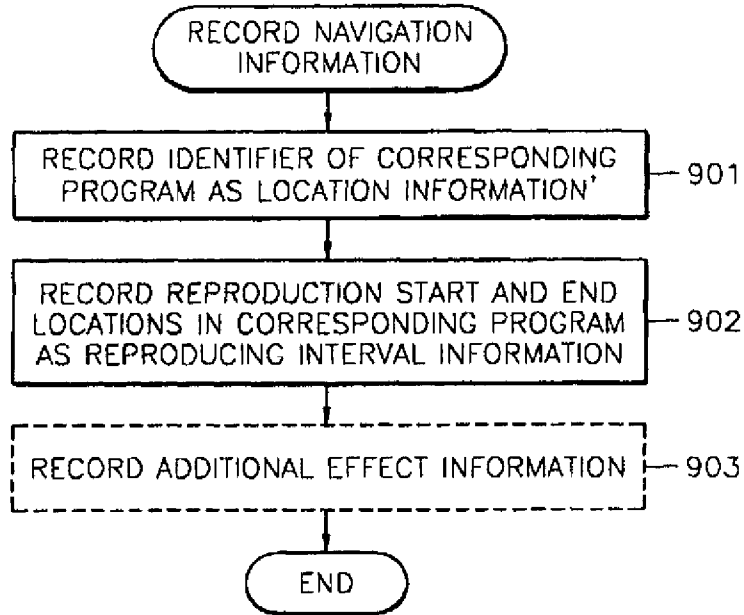 RECORD NAVIGATION
INFORMATION
RECORD IDENTIFIER OF CORRESPONDING
PROGRAM AS LOCATION INFORMATION'
901
RECORD REPRODUCTION START AND END
LOCATIONS IN CORRESPONDING PROGRAM
AS REPRODUCING INTERVAL INFORMATION
902
RECORD ADDITIONAL EFFECT INFORMATION
903
END